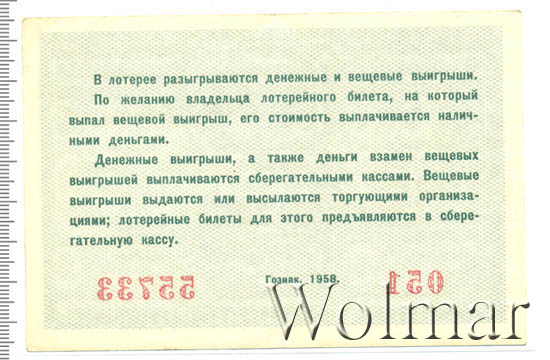 В лотерее разыгрываются денежные и вещевые выигрыши.
По желанию владельца лотерейного билета, на который
выпал вещевой выигрыш, его стоимость выплачивается налич-
ными деньгами.
Денежные выигрыши, а также деньги взамен вещевых
выигрышей выплачиваются сберегательными кассами. Вещевые
выигрыши выдаются или высылаются торгующими организа-
циями; лотерейные билеты для этого предъявляются в сбере-
гательную кассу.
55733 Гознак. 1958. 051
Wolmar